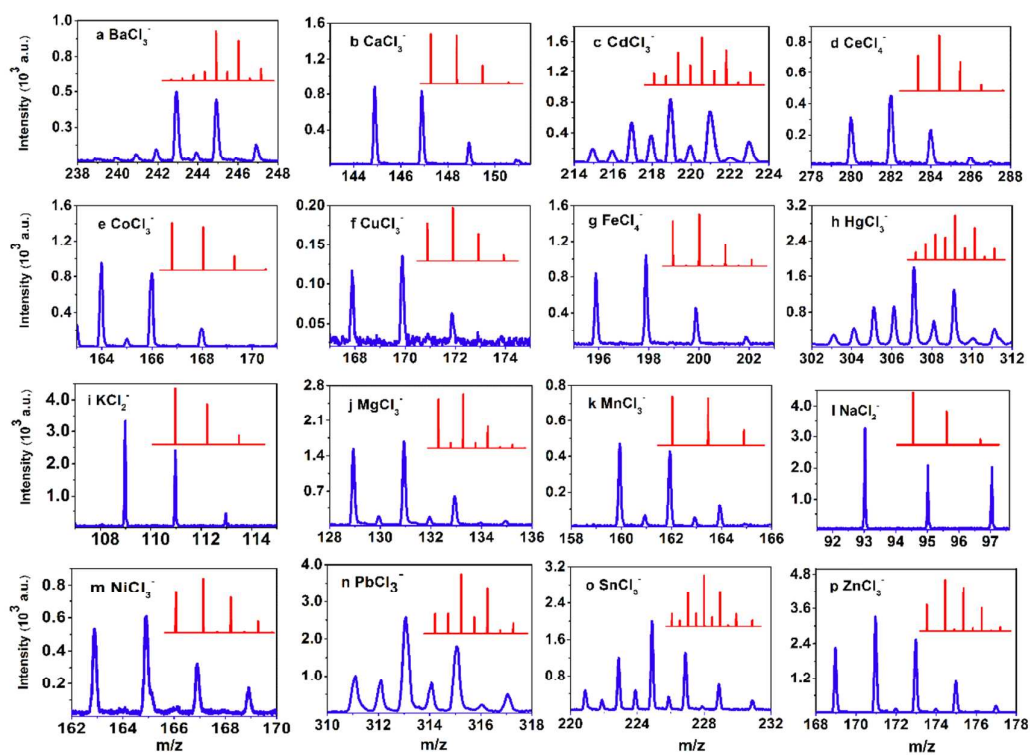 a BaCl₃⁻
b CaCl₃⁻
c CdCl₃⁻
d CeCl₄⁻
Intensity (10³ a.u.)
1.0 0.8 0.5 0.3
1.6 1.2 0.8 0.4
1.6 1.2 0.8 0.4
0.8 0.6 0.4 0.2
238 240 242 244 246 248
144 146 148 150
214 216 218 220 222 224
278 280 282 284 286 288
e CoCl₃⁻
f CuCl₃⁻
g FeCl₄⁻
h HgCl₃⁻
Intensity (10³ a.u.)
1.6 1.2 0.8 0.4
0.20 0.15 0.10 0.05
1.6 1.2 0.8 0.4
3.2 2.4 1.6 0.8
164 166 168 170
168 170 172 174
196 198 200 202
302 304 306 308 310 312
i KCl₂⁻
j MgCl₃⁻
k MnCl₃⁻
l NaCl₂⁻
Intensity (10³ a.u.)
4.0 3.0 2.0 1.0
2.8 2.1 1.4 0.7
0.8 0.6 0.4 0.2
4.0 3.0 2.0 1.0
108 110 112 114
128 130 132 134 136
158 160 162 164 166
92 93 94 95 96 97
m NiCl₃⁻
n PbCl₃⁻
o SnCl₃⁻
p ZnCl₃⁻
Intensity (10³ a.u.)
0.8 0.6 0.4 0.2
4.0 3.0 2.0 1.0
3.0 2.4 1.8 1.2 0.6
4.8 3.6 2.4 1.2
162 164 166 168 170
310 312 314 316 318
220 224 228 232
168 170 172 174 176 178
m/z
m/z
m/z
m/z